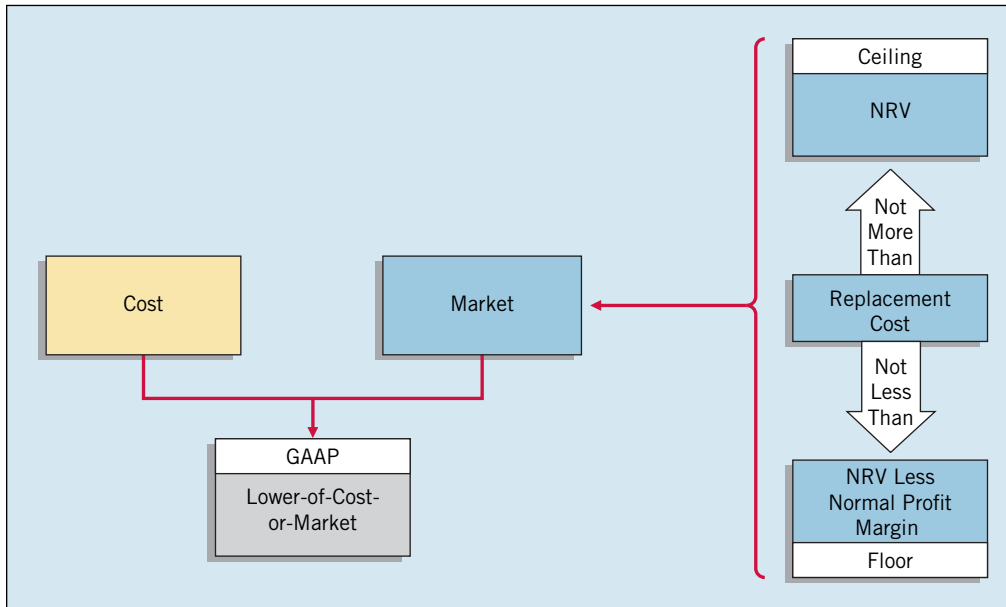 Ceiling
NRV
Not
More
Than
Cost
Market
Replacement
Cost
Not
Less
Than
GAAP
Lower-of-Cost-
or-Market
NRV Less
Normal Profit
Margin
Floor